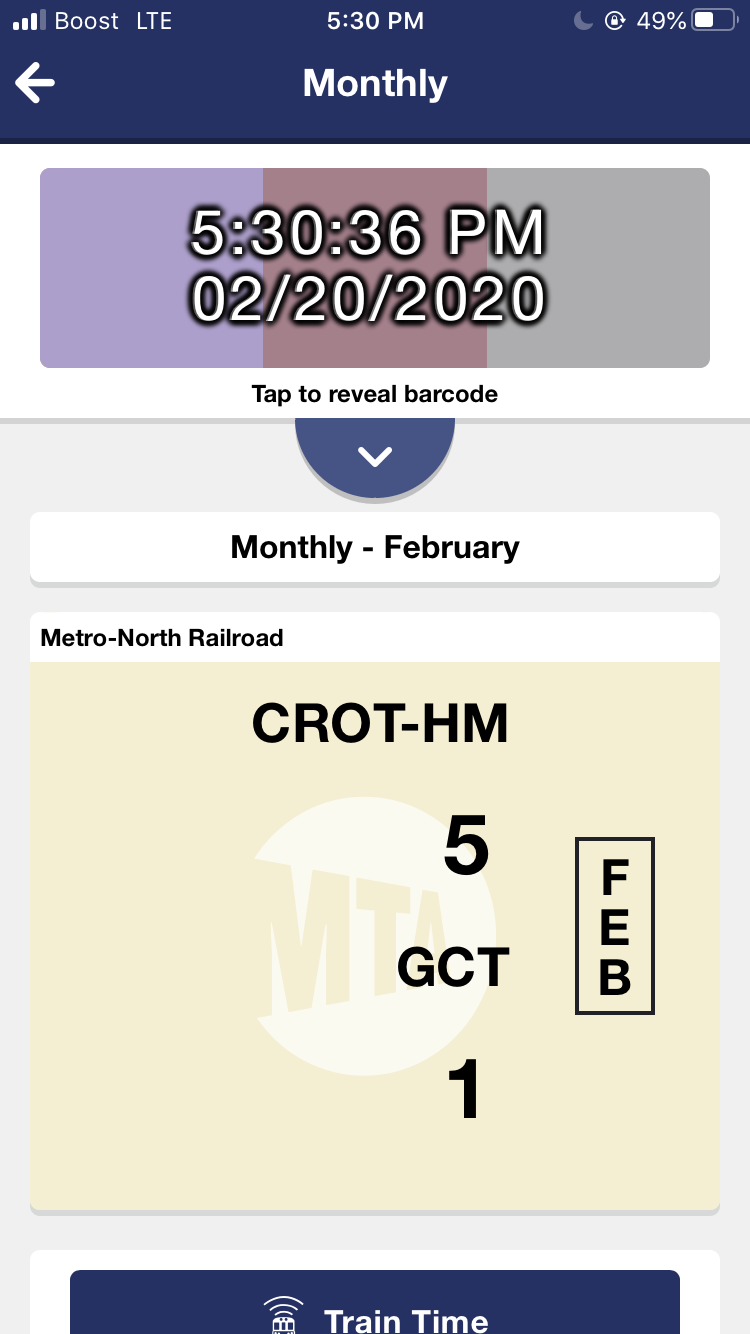 Boost LTE 5:30 PM 49%
Monthly
5:30:36 PM
02/20/2020
Tap to reveal barcode
Monthly - February
Metro-North Railroad
CROT-HM
5
MTA
GCT
1
F
E
B
Train Time